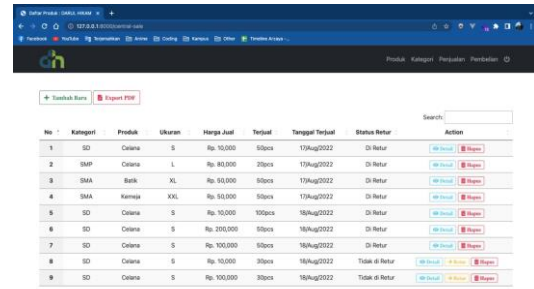 Daftar Produk | DARUL HIKAM
127.0.0.1:8000/central-sale
Facebook YouTube Terjemahkan Anime Coding Kampus Other
dh
Produk Kategori Penjualan Pembelian
+ Tambah Baru Export PDF
Search:
No Kategori Produk Ukuran Harga Jual Terjual Tanggal Terjual Status Retur Action
1 SD Celana S Rp. 10,000 50pcs 17/Aug/2022 Di Retur Detail Hapus
2 SMP Celana L Rp. 80,000 20pcs 17/Aug/2022 Di Retur Detail Hapus
3 SMA Batik XL Rp. 50,000 50pcs 17/Aug/2022 Di Retur Detail Hapus
4 SMA Kemeja XXL Rp. 50,000 50pcs 17/Aug/2022 Di Retur Detail Hapus
5 SD Celana S Rp. 10,000 100pcs 18/Aug/2022 Di Retur Detail Hapus
6 SD Celana S Rp. 200,000 50pcs 18/Aug/2022 Di Retur Detail Hapus
7 SD Celana S Rp. 100,000 50pcs 18/Aug/2022 Di Retur Detail Hapus
8 SD Celana S Rp. 10,000 30pcs 18/Aug/2022 Tidak di Retur Detail + Retur Hapus
9 SD Celana S Rp. 100,000 30pcs 18/Aug/2022 Tidak di Retur Detail + Retur Hapus